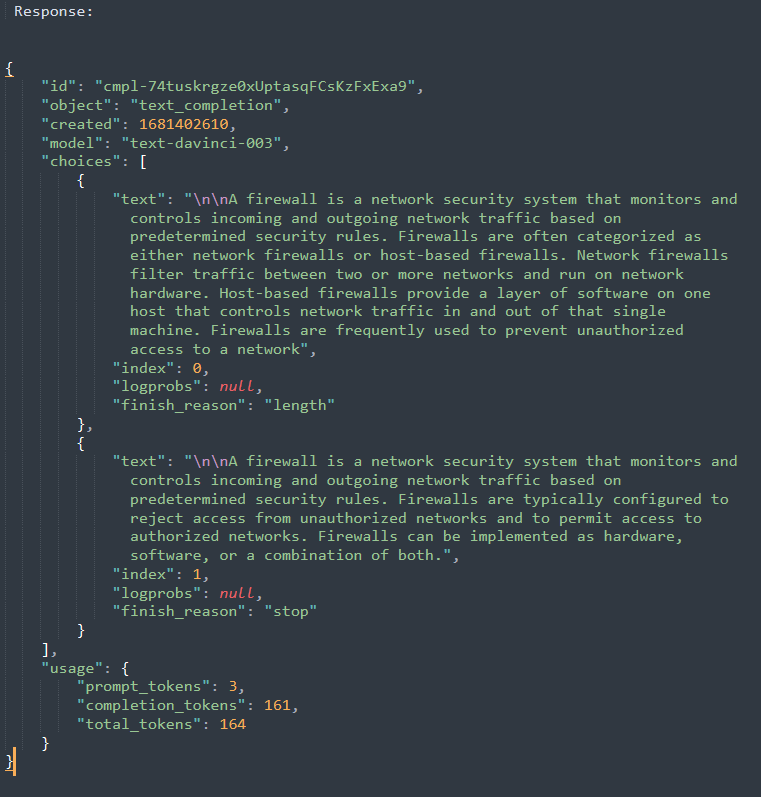 Response:
{
"id": "cmpl-74tuskrgze0xUptasqFCsKzFxExa9",
"object": "text_completion",
"created": 1681402610,
"model": "text-davinci-003",
"choices": [
{
"text": "\n\nA firewall is a network security system that monitors and
controls incoming and outgoing network traffic based on
predetermined security rules. Firewalls are often categorized as
either network firewalls or host-based firewalls. Network firewalls
filter traffic between two or more networks and run on network
hardware. Host-based firewalls provide a layer of software on one
host that controls network traffic in and out of that single
machine. Firewalls are frequently used to prevent unauthorized
access to a network",
"index": 0,
"logprobs": null,
"finish_reason": "length"
},
{
"text": "\n\nA firewall is a network security system that monitors and
controls incoming and outgoing network traffic based on
predetermined security rules. Firewalls are typically configured to
reject access from unauthorized networks and to permit access to
authorized networks. Firewalls can be implemented as hardware,
software, or a combination of both.",
"index": 1,
"logprobs": null,
"finish_reason": "stop"
}
],
"usage": {
"prompt_tokens": 3,
"completion_tokens": 161,
"total_tokens": 164
}
}